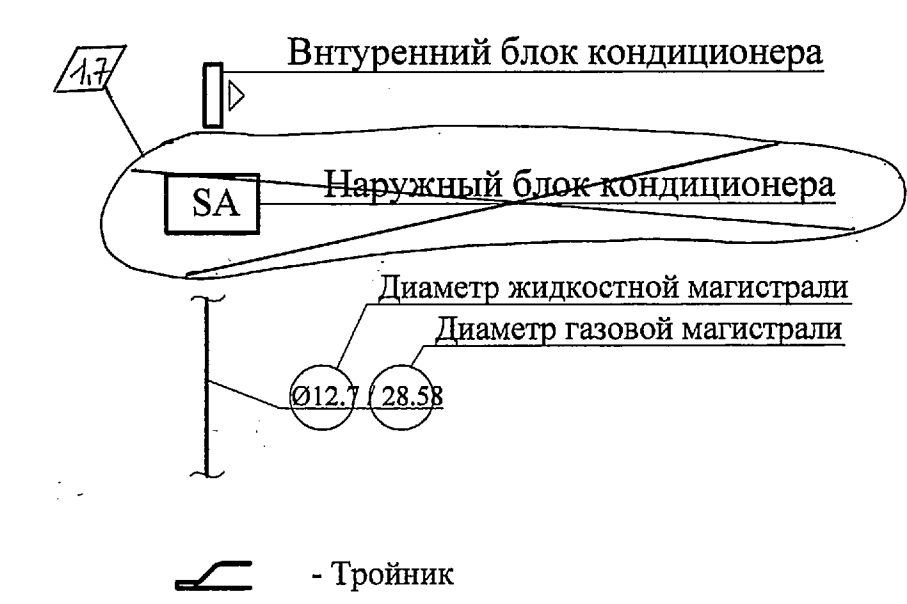 1,7
Внтуренний блок кондиционера
SA
Наружный блок кондиционера
Диаметр жидкостной магистрали
Диаметр газовой магистрали
Ø12.7 / 28.58
- Тройник